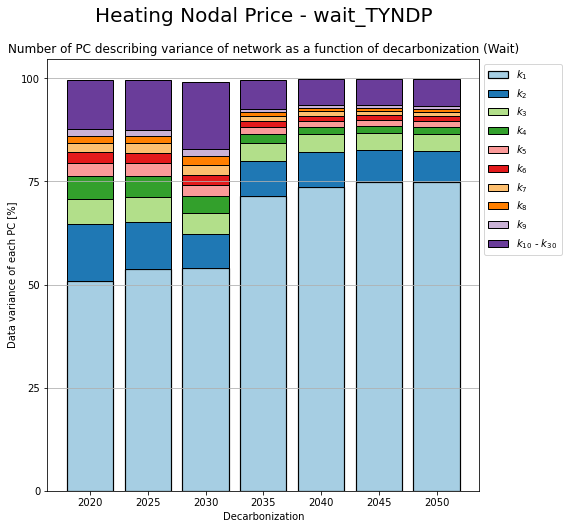 Heating Nodal Price - wait_TYNDP
Number of PC describing variance of network as a function of decarbonization (Wait)
Data variance of each PC [%]
100
75
50
25
0
2020 2025 2030 2035 2040 2045 2050
Decarbonization
k1
k2
k3
k4
k5
k6
k7
k8
k9
k10 - k30